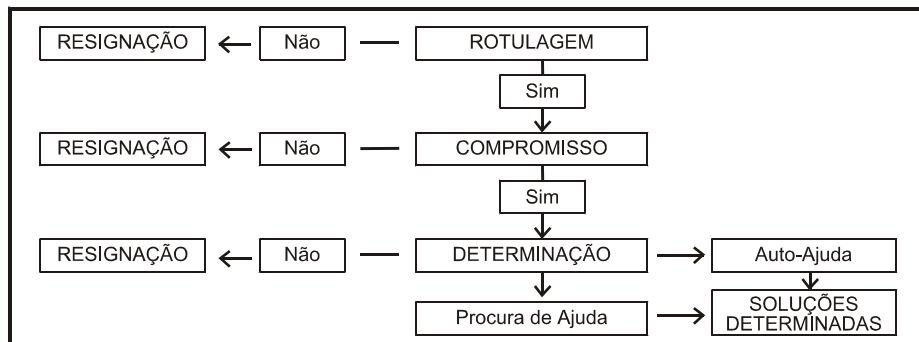 RESIGNAÇÃO Não ROTULAGEM
Sim
RESIGNAÇÃO Não COMPROMISSO
Sim
RESIGNAÇÃO Não DETERMINAÇÃO Auto-Ajuda
Procura de Ajuda SOLUÇÕES
DETERMINADAS